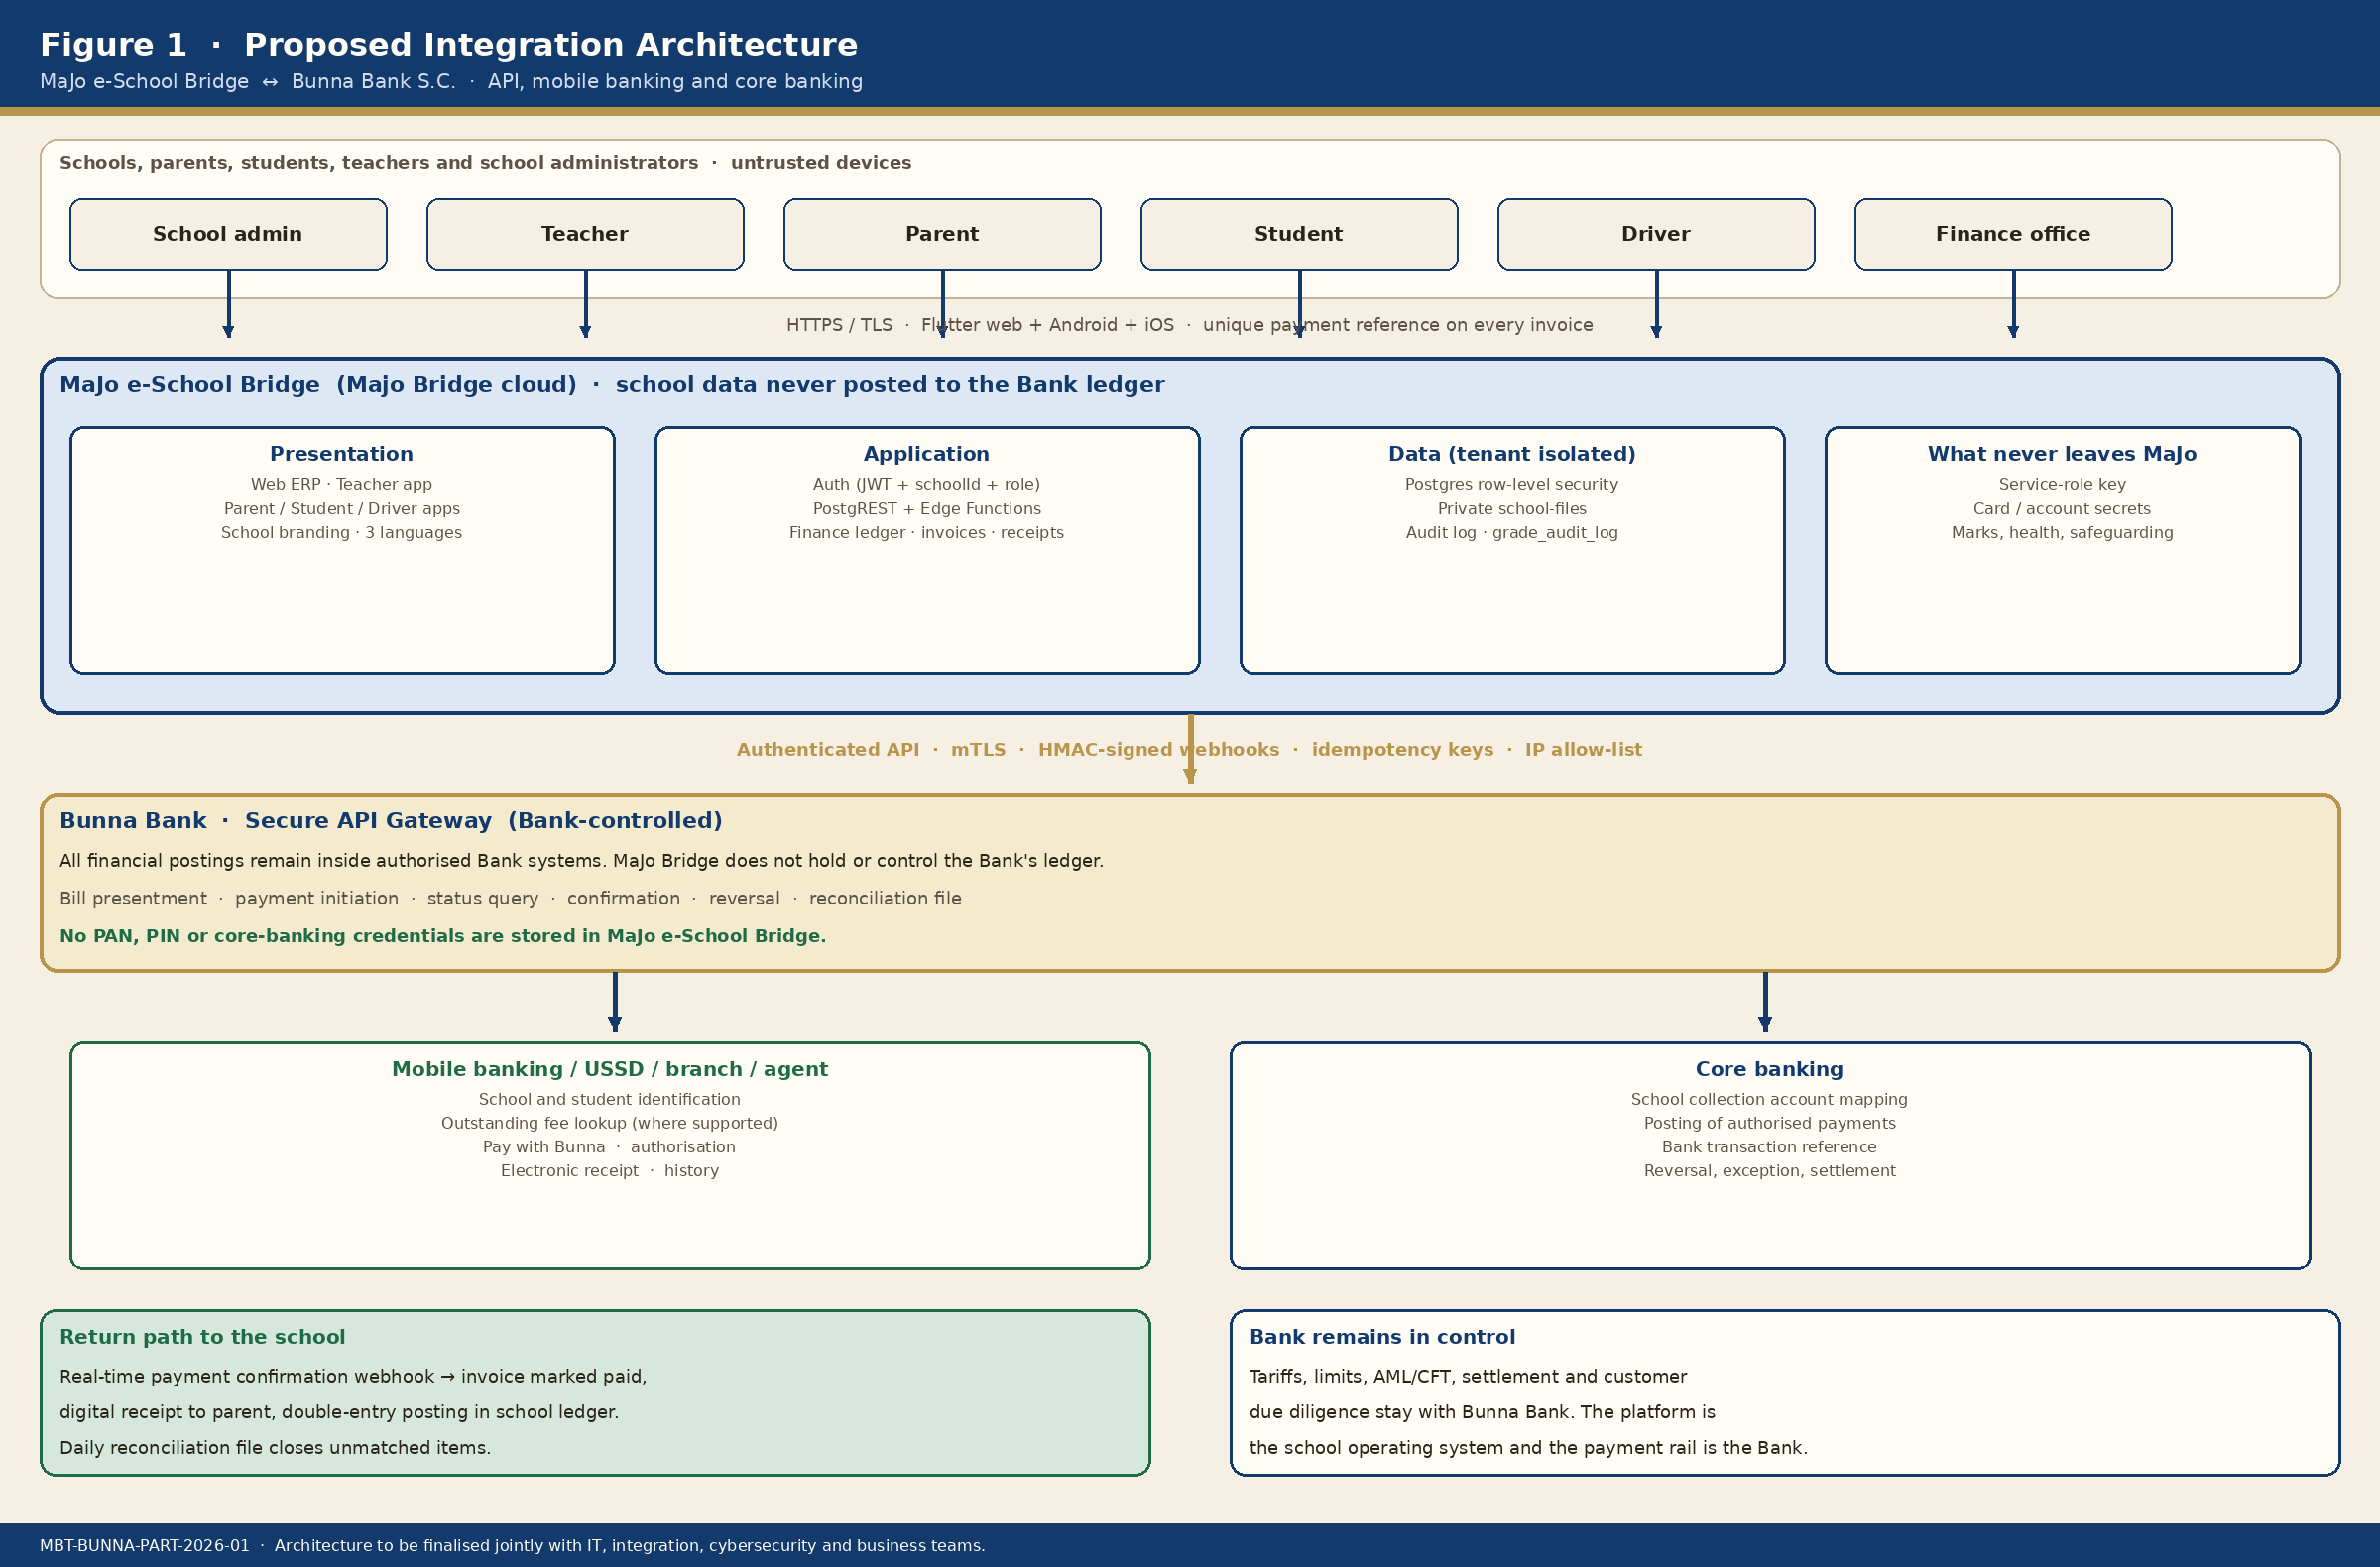 Figure 1 · Proposed Integration Architecture
MaJo e-School Bridge ↔ Bunna Bank S.C. · API, mobile banking and core banking
Schools, parents, students, teachers and school administrators · untrusted devices
School admin
Teacher
Parent
Student
Driver
Finance office
HTTPS / TLS · Flutter web + Android + iOS · unique payment reference on every invoice
MaJo e-School Bridge (Majo Bridge cloud) · school data never posted to the Bank ledger
Presentation
Web ERP · Teacher app
Parent / Student / Driver apps
School branding · 3 languages
Application
Auth (JWT + schoolId + role)
PostgREST + Edge Functions
Finance ledger · invoices · receipts
Data (tenant isolated)
Postgres row-level security
Private school-files
Audit log · grade_audit_log
What never leaves MaJo
Service-role key
Card / account secrets
Marks, health, safeguarding
Authenticated API · mTLS · HMAC-signed webhooks · idempotency keys · IP allow-list
Bunna Bank · Secure API Gateway (Bank-controlled)
All financial postings remain inside authorised Bank systems. MaJo Bridge does not hold or control the Bank's ledger.
Bill presentment · payment initiation · status query · confirmation · reversal · reconciliation file
No PAN, PIN or core-banking credentials are stored in MaJo e-School Bridge.
Mobile banking / USSD / branch / agent
School and student identification
Outstanding fee lookup (where supported)
Pay with Bunna · authorisation
Electronic receipt · history
Core banking
School collection account mapping
Posting of authorised payments
Bank transaction reference
Reversal, exception, settlement
Return path to the school
Real-time payment confirmation webhook → invoice marked paid,
digital receipt to parent, double-entry posting in school ledger.
Daily reconciliation file closes unmatched items.
Bank remains in control
Tariffs, limits, AML/CFT, settlement and customer
due diligence stay with Bunna Bank. The platform is
the school operating system and the payment rail is the Bank.
MBT-BUNNA-PART-2026-01 · Architecture to be finalised jointly with IT, integration, cybersecurity and business teams.